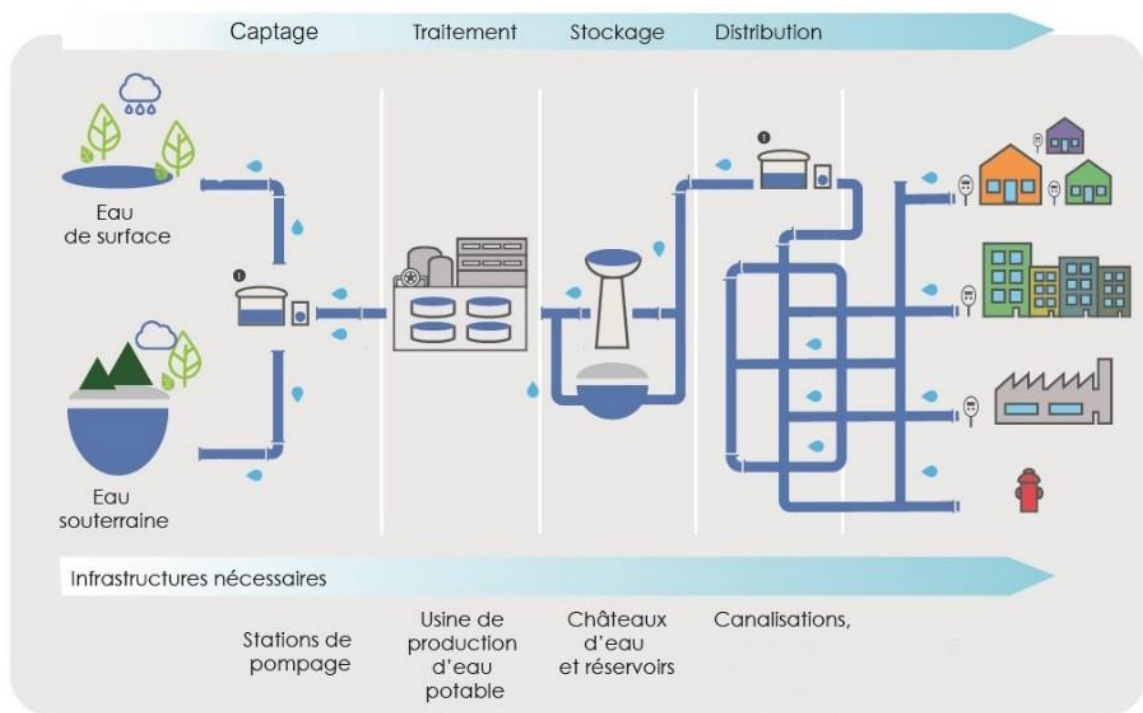 Captage Traitement Stockage Distribution
Eau
de surface
Eau
souterraine
Infrastructures nécessaires
Stations de
pompage
Usine de
production
d'eau
potable
Châteaux
d'eau
et réservoirs
Canalisations,